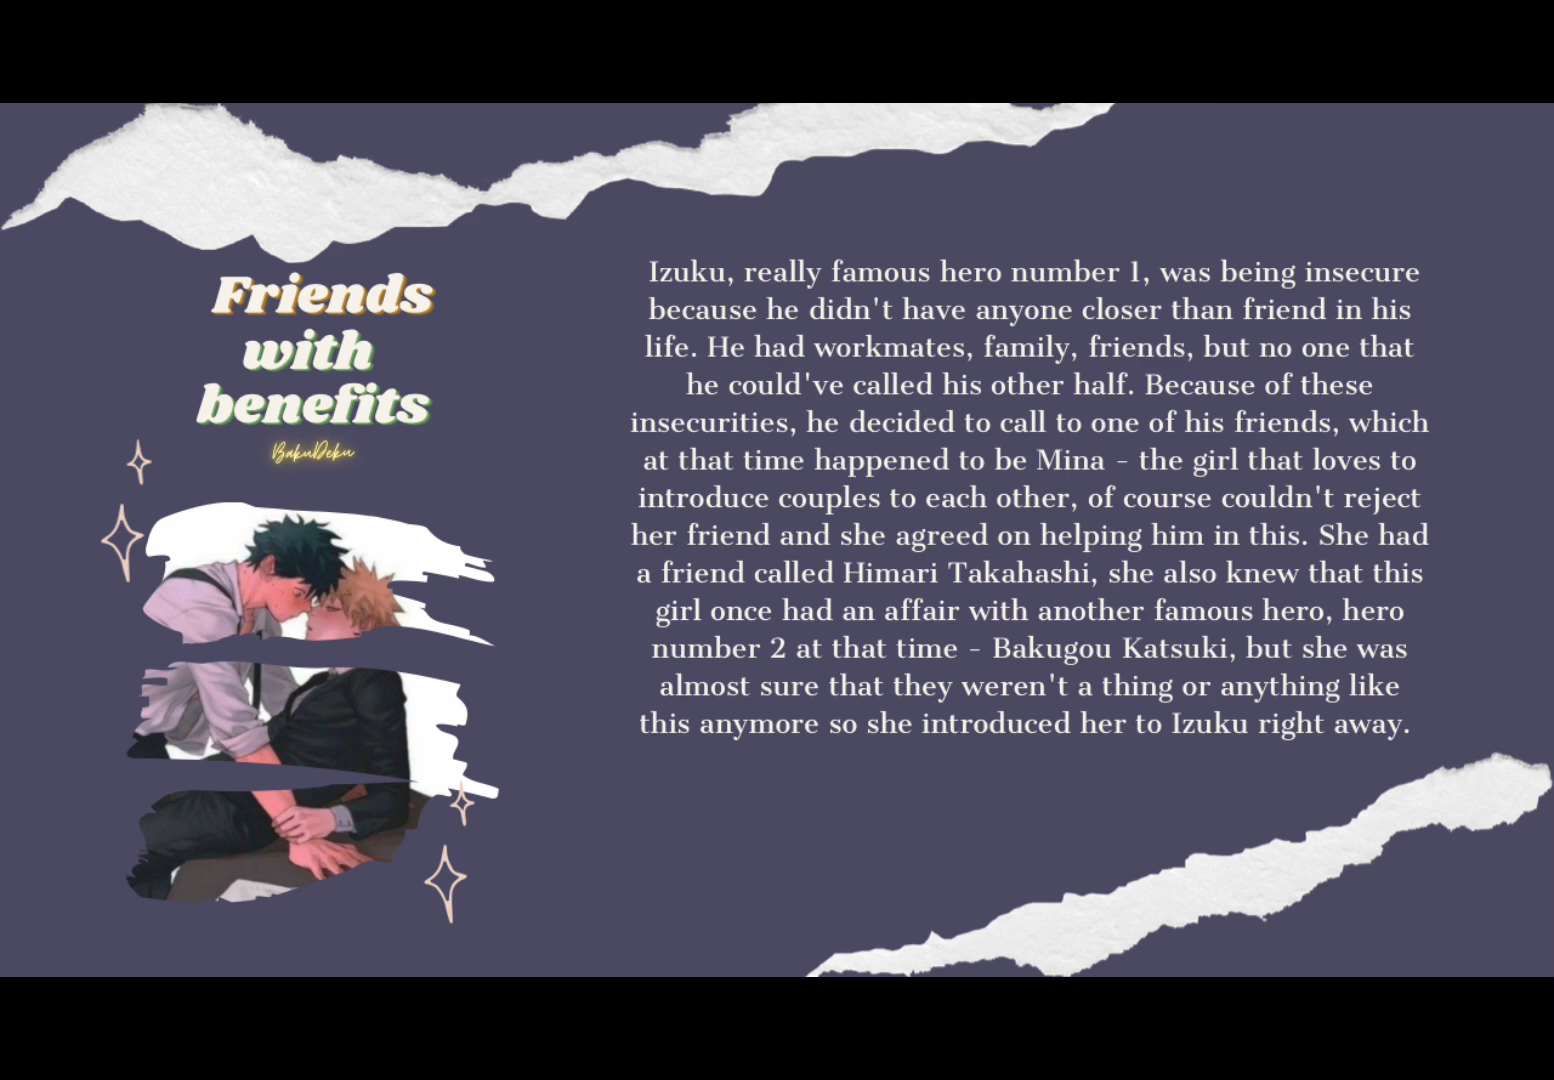 Friends
with
benefits
BakuDeku
Izuku, really famous hero number 1, was being insecure
because he didn't have anyone closer than friend in his
life. He had workmates, family, friends, but no one that
he could've called his other half. Because of these
insecurities, he decided to call to one of his friends, which
at that time happened to be Mina - the girl that loves to
introduce couples to each other, of course couldn't reject
her friend and she agreed on helping him in this. She had
a friend called Himari Takahashi, she also knew that this
girl once had an affair with another famous hero, hero
number 2 at that time - Bakugou Katsuki, but she was
almost sure that they weren't a thing or anything like
this anymore so she introduced her to Izuku right away.